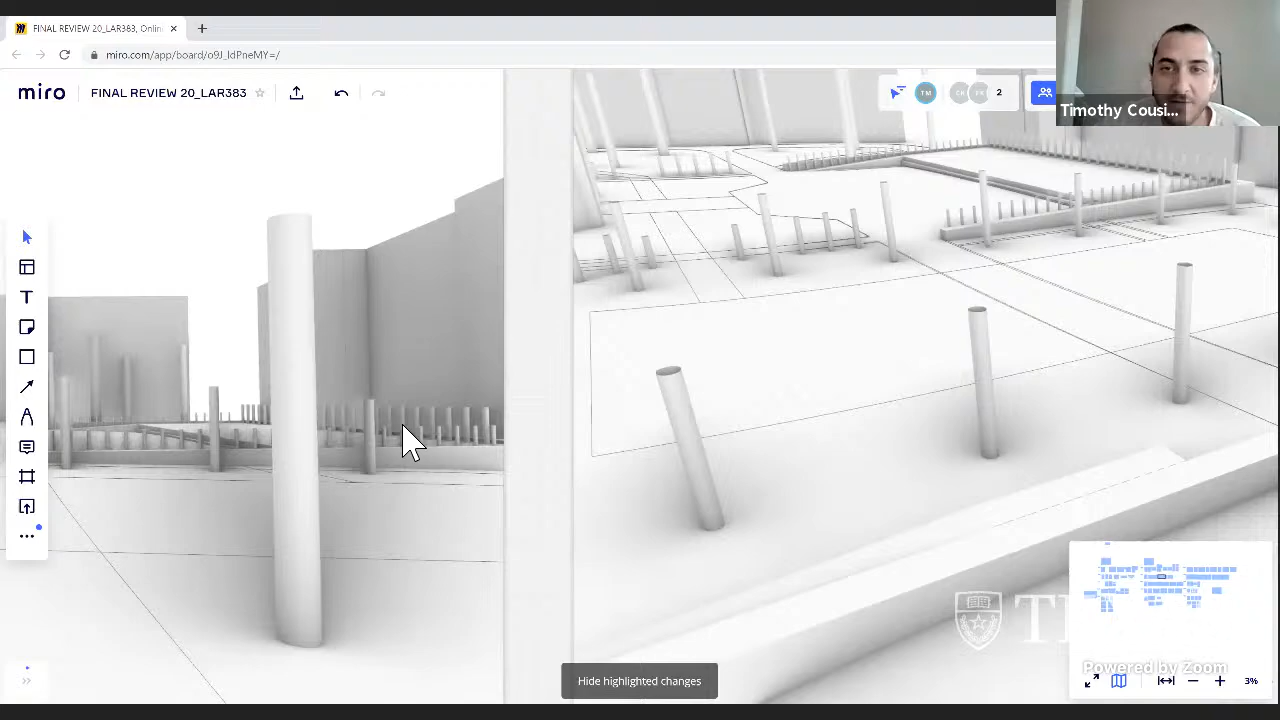 FINAL REVIEW 20_LAR383, Onlin
miro.com/app/board/o9J_ldPneMY=/
miro
FINAL REVIEW 20_LAR383
TM
2
Timothy Cousi...
T
Hide highlighted changes
Powered by Zoom
3%